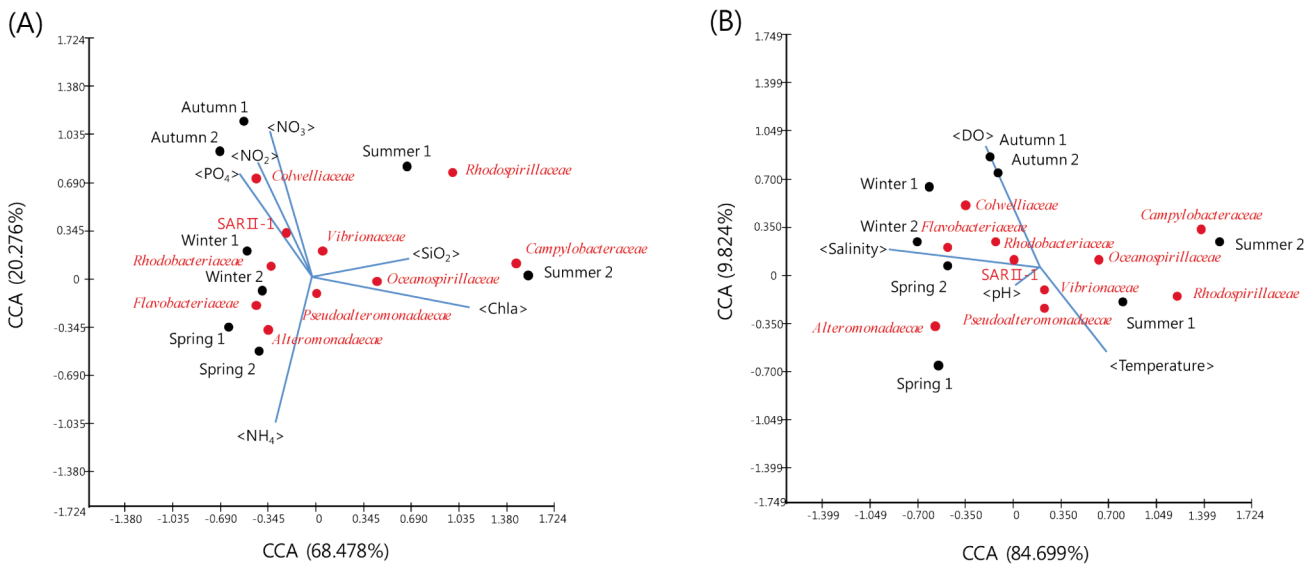 (A)
1.724
1.380
1.035
0.690
0.345
0
-0.345
-0.690
-1.035
-1.380
-1.724
CCA (20.276%)
Autumn 1
<NO₃>
Autumn 2
<NO₂>
<PO₄>
Colwelliaceae
Summer 1
Rhodospirillaceae
SARⅡ-1
Winter 1
Vibrionaceae
<SiO₂>
Rhodobacteriaceae
Campylobacteraceae
Winter 2
Oceanospirillaceae
Summer 2
Flavobacteriaceae
Pseudoalteromonadaecae
<Chla>
Spring 1
Alteromonadaecae
Spring 2
<NH₄>
-1.380
-1.035
-0.690
-0.345
0
0.345
0.690
1.035
1.380
1.724
CCA (68.478%)
(B)
1.749
1.399
1.049
0.700
0.350
0
-0.350
-0.700
-1.049
-1.399
-1.749
CCA (9.824%)
<DO>
Autumn 1
Autumn 2
Winter 1
Colwelliaceae
Campylobacteraceae
Winter 2
Flavobacteriaceae
<Salinity>
Rhodobacteriaceae
Summer 2
Oceanospirillaceae
SARⅡ-1
Spring 2
<pH>
Vibrionaceae
Rhodospirillaceae
Alteromonadaecae
Pseudoalteromonadaecae
Summer 1
<Temperature>
Spring 1
-1.399
-1.049
-0.700
-0.350
0
0.350
0.700
1.049
1.399
1.724
CCA (84.699%)